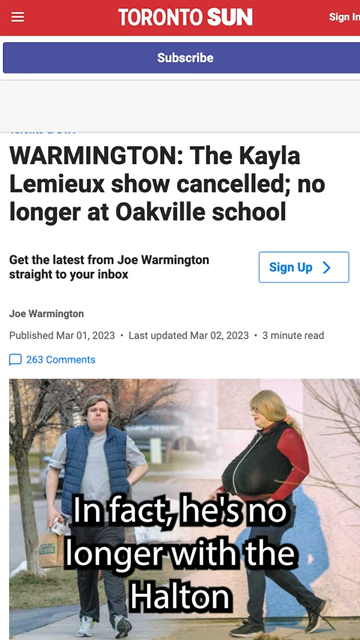 TORONTO SUN
Sign In
Subscribe
WARMINGTON: The Kayla
Lemieux show cancelled; no
longer at Oakville school
Get the latest from Joe Warmington
straight to your inbox
Sign Up
Joe Warmington
Published Mar 01, 2023 • Last updated Mar 02, 2023 • 3 minute read
263 Comments
In fact, he's no
longer with the
Halton